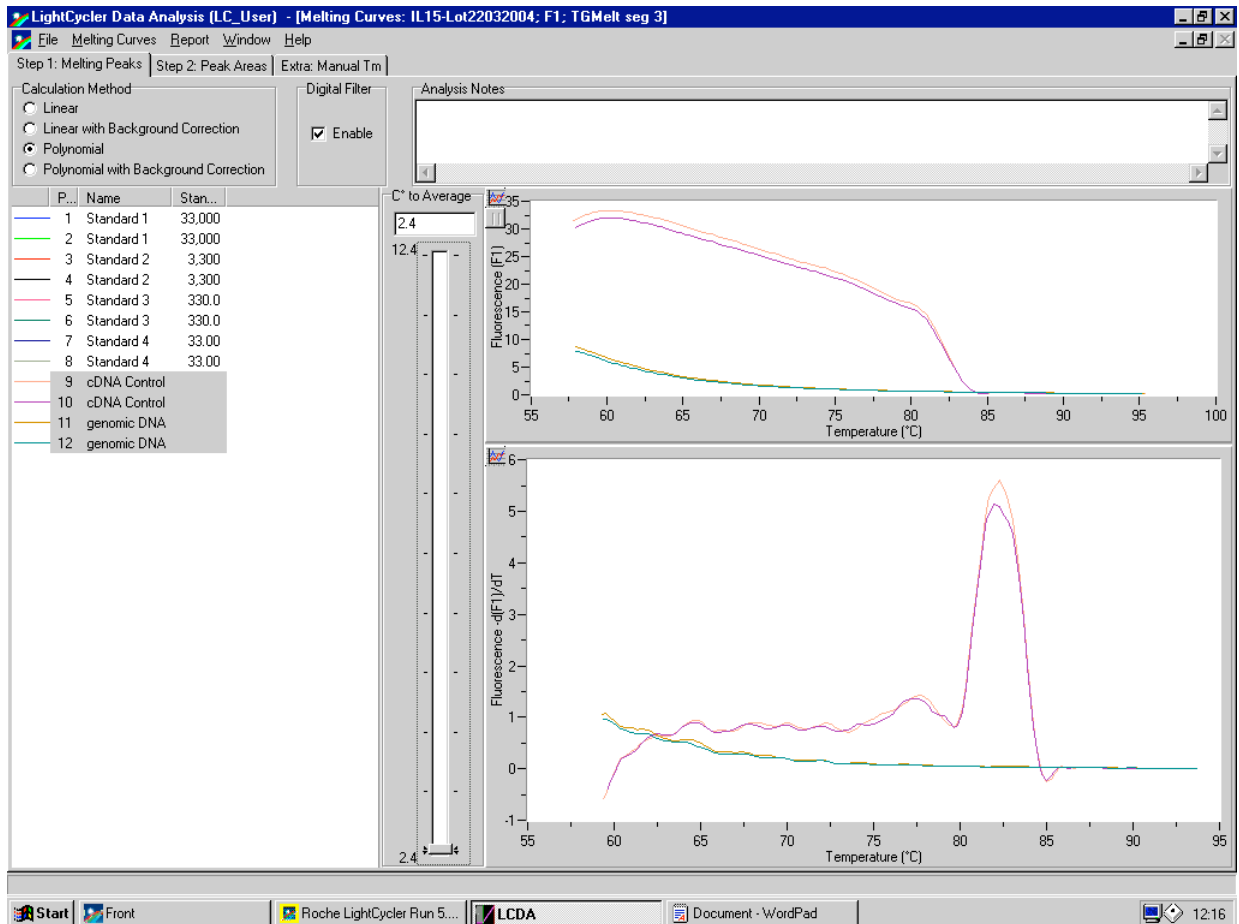 LightCycler Data Analysis (LC_User) - [Melting Curves: IL15-Lot22032004; F1; TGMelt seg 3]
File Melting Curves Report Window Help
Step 1: Melting Peaks Step 2: Peak Areas Extra: Manual Tm
Calculation Method
Linear
Linear with Background Correction
Polynomial
Polynomial with Background Correction
Digital Filter
Enable
Analysis Notes
P... Name Stan...
1 Standard 1 33,000
2 Standard 1 33,000
3 Standard 2 3,300
4 Standard 2 3,300
5 Standard 3 330.0
6 Standard 3 330.0
7 Standard 4 33.00
8 Standard 4 33.00
9 cDNA Control
10 cDNA Control
11 genomic DNA
12 genomic DNA
C° to Average
2.4
12.4
2.4
35
30
25
20
15
10
5
0
Fluorescence (F1)
55 60 65 70 75 80 85 90 95 100
Temperature (°C)
6
5
4
3
2
1
0
-1
Fluorescence -d(F1)/dT
55 60 65 70 75 80 85 90 95
Temperature (°C)
Start Front Roche LightCycler Run 5.... LCDA Document - WordPad 12:16